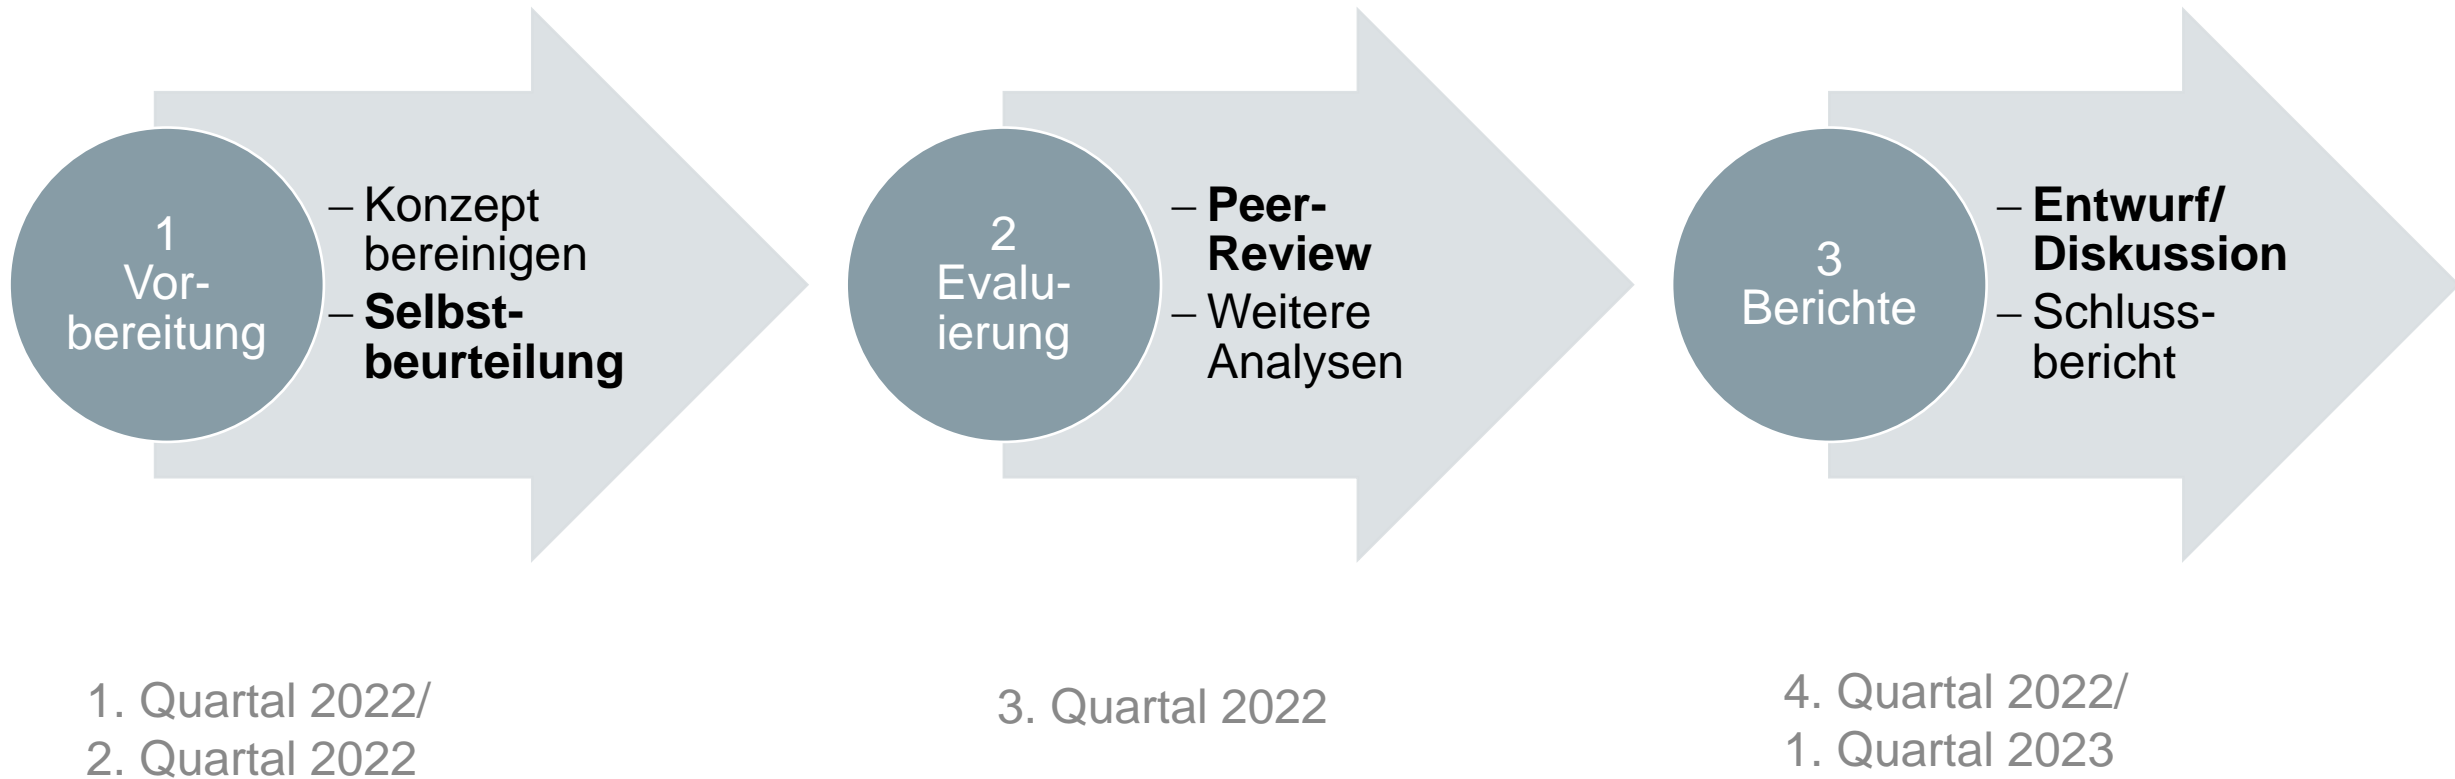 1
Vor-
bereitung
– Konzept
bereinigen
– Selbst-
beurteilung
2
Evalu-
ierung
– Peer-
Review
– Weitere
Analysen
3
Berichte
– Entwurf/
Diskussion
– Schluss-
bericht
1. Quartal 2022/
2. Quartal 2022
3. Quartal 2022
4. Quartal 2022/
1. Quartal 2023